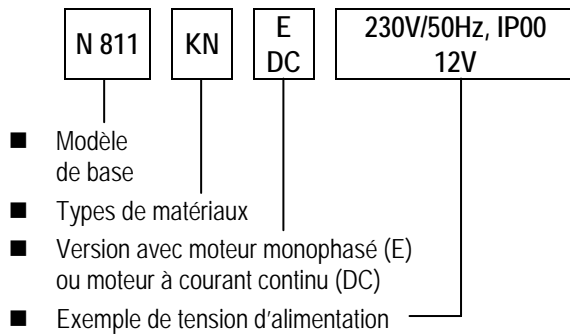 N 811
KN
E
DC
230V/50Hz, IP00
12V
■ Modèle
de base
■ Types de matériaux
■ Version avec moteur monophasé (E)
ou moteur à courant continu (DC)
■ Exemple de tension d'alimentation